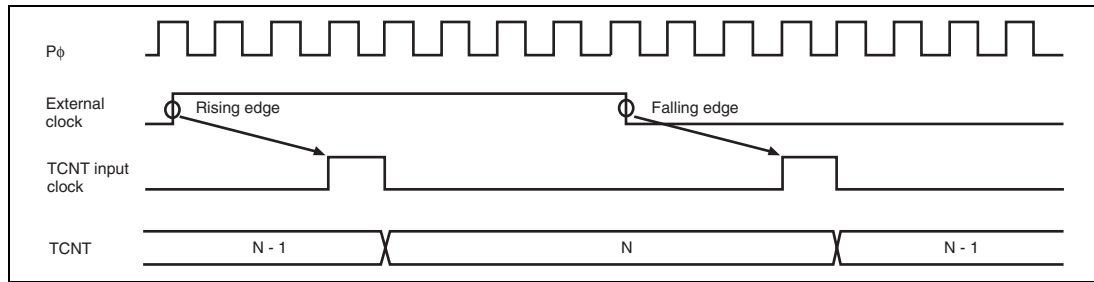 Pϕ
External
clock
Rising edge
Falling edge
TCNT input
clock
TCNT
N - 1
N
N - 1